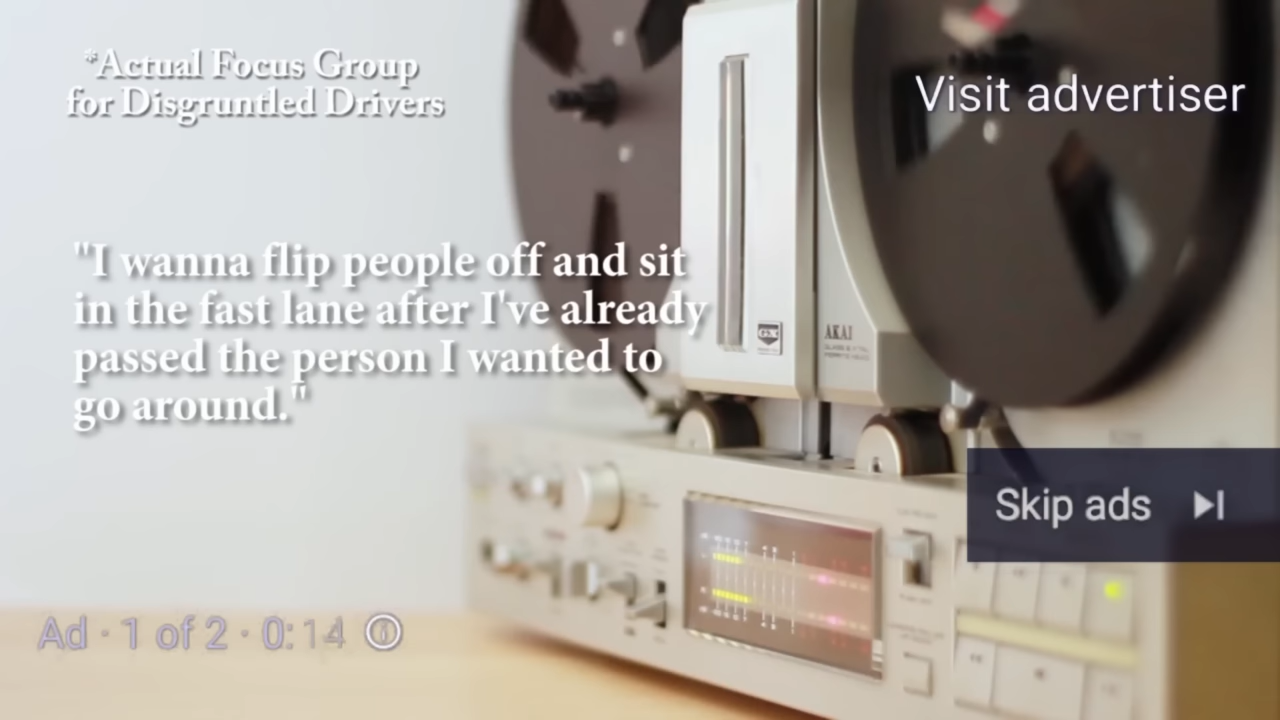 *Actual Focus Group
for Disgruntled Drivers
Visit advertiser
"I wanna flip people off and sit
in the fast lane after I've already
passed the person I wanted to
go around."
AKAI
Skip ads
Ad · 1 of 2 · 0:14